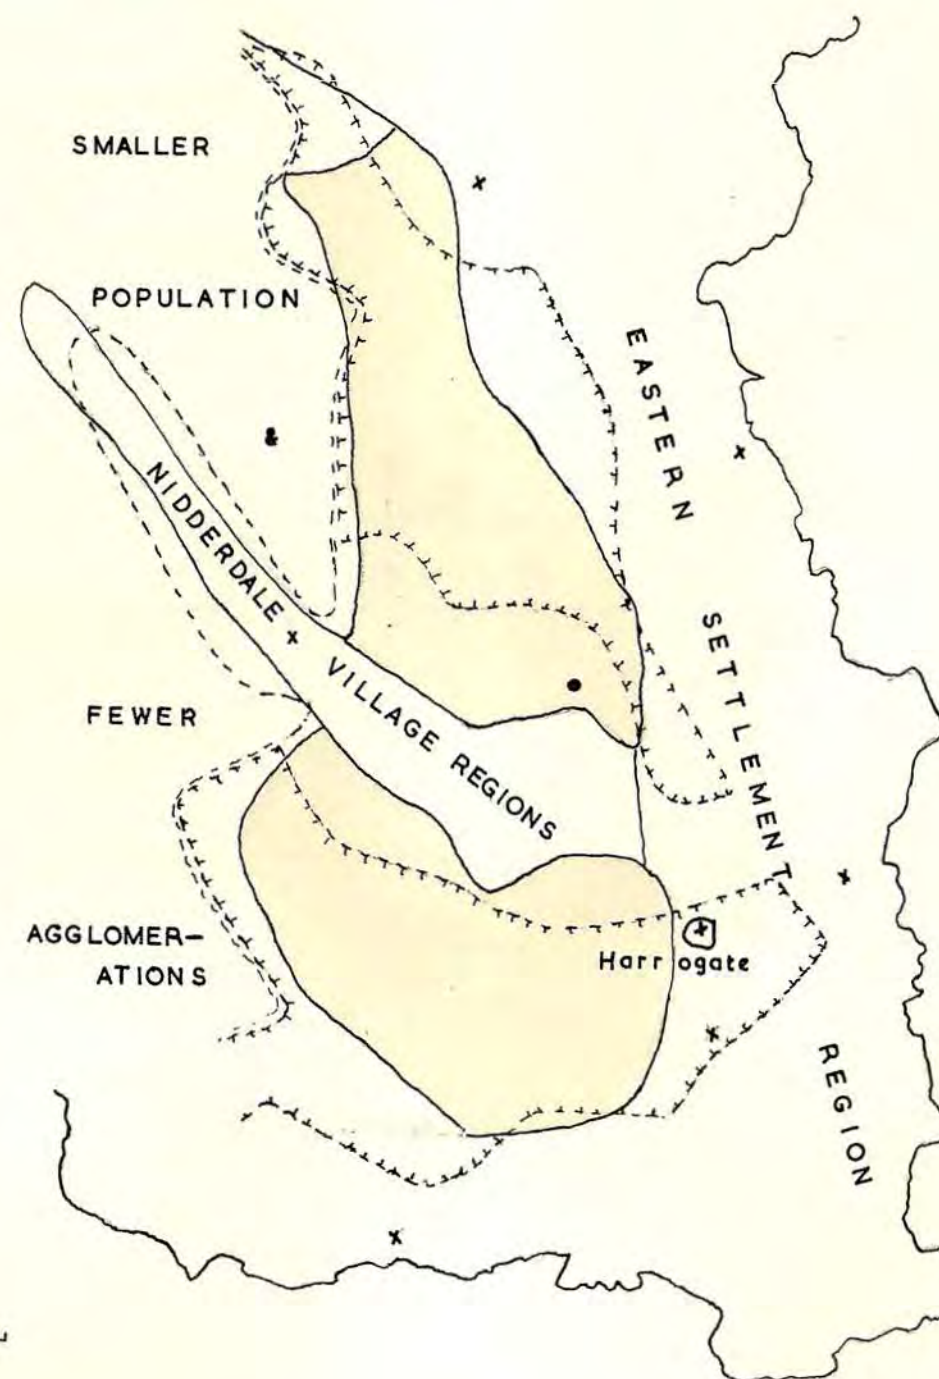 SMALLER
POPULATION
&
FEWER
AGGLOMER-
ATIONS
NIDDERDALE
VILLAGE REGIONS
EASTERN
SETTLEMENT
REGION
Harrogate